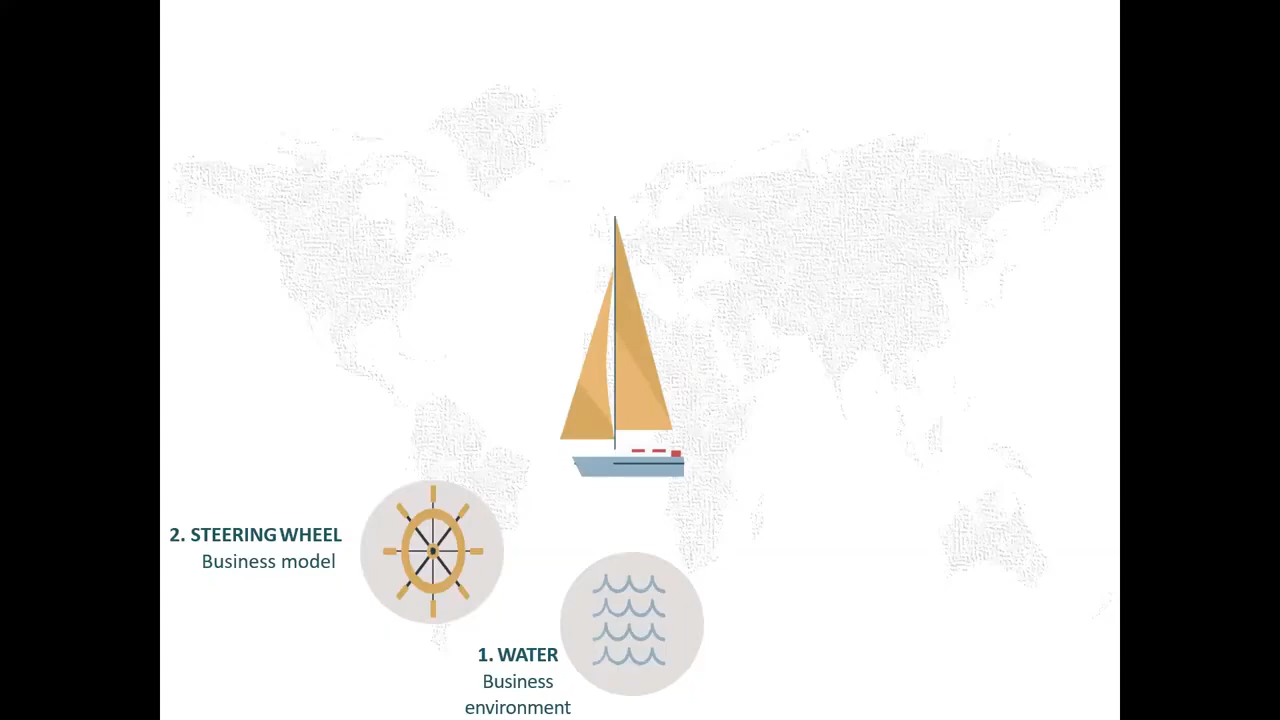 2. STEERING WHEEL
Business model
1. WATER
Business
environment